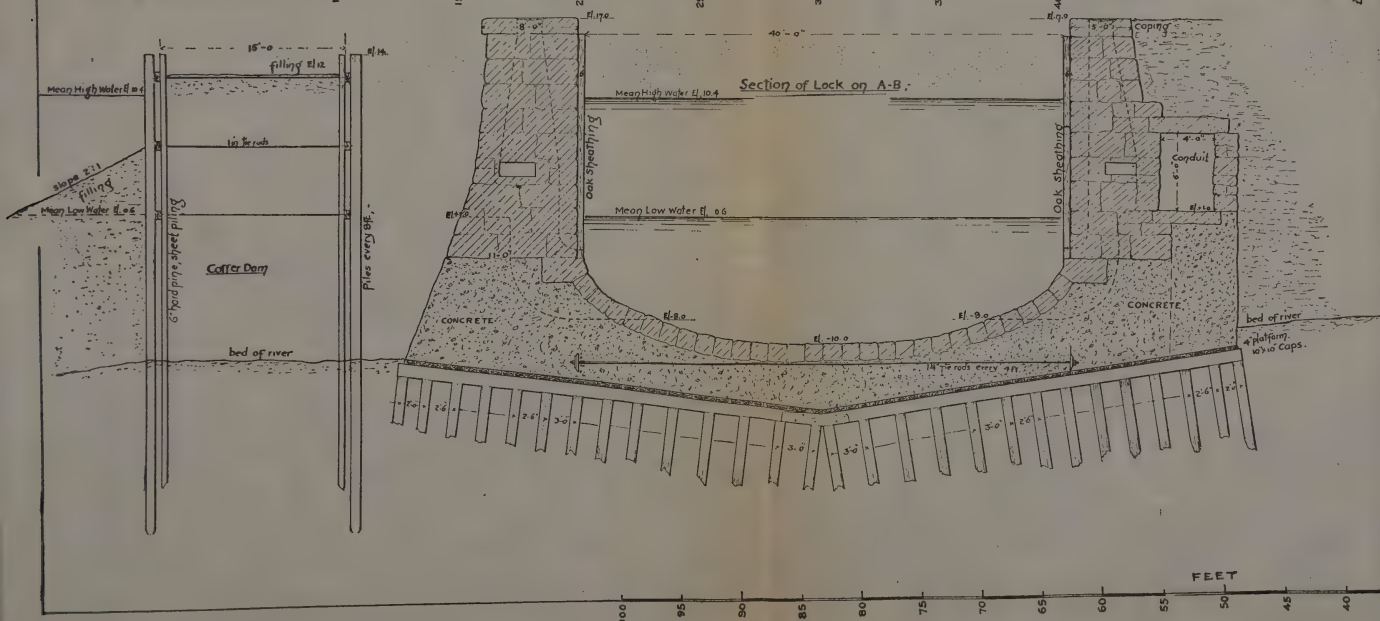 15'-0
El. 14.
filling El 12
Mean High Water El 10.4
1 in tie rods
slope 2:1
filling
Mean Low Water El. 0.6
6" hard pine, sheet piling
Piles every 8 ft.
Coffer Dam
bed of river
8'-0"
El. 17.0
40'-0"
El. 17.0
5'-0"
Coping
Section of Lock on A-B.
Mean High Water El. 10.4
Oak Sheathing
Oak Sheathing
4'-0"
Conduit
6'-0"
El. +1.0
El. +1.0
Mean Low Water El. 0.6
11'-0"
CONCRETE
El. -8.0
El. -8.0
El. -10.0
CONCRETE
bed of river
4" platform
10"x10" Caps.
1¼" tie rods every 4 ft.
2'-6"
2'-6"
3'-0"
3'-0"
3'-0"
3'-0"
2'-6"
2'-6"
FEET
95
90
85
80
75
70
65
60
55
50
45
40